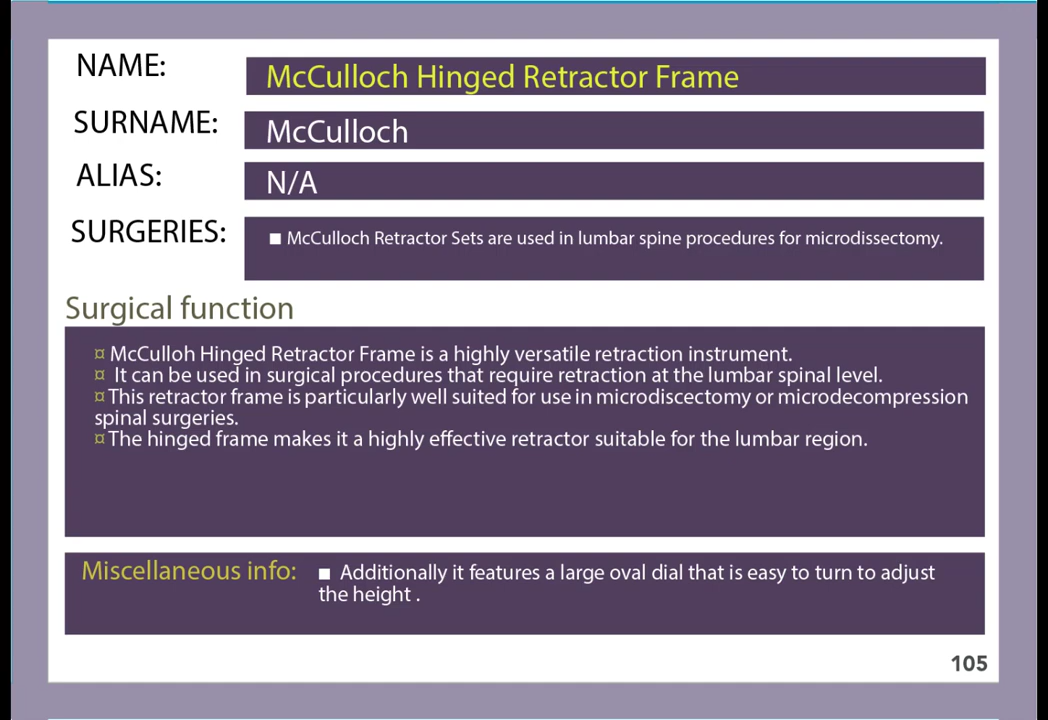 NAME:
McCulloch Hinged Retractor Frame
SURNAME:
McCulloch
ALIAS:
N/A
SURGERIES:
■ McCulloch Retractor Sets are used in lumbar spine procedures for microdissectomy.
Surgical function
¤ McCulloh Hinged Retractor Frame is a highly versatile retraction instrument.
¤ It can be used in surgical procedures that require retraction at the lumbar spinal level.
¤ This retractor frame is particularly well suited for use in microdiscectomy or microdecompression
spinal surgeries.
¤ The hinged frame makes it a highly effective retractor suitable for the lumbar region.
Miscellaneous info:
■ Additionally it features a large oval dial that is easy to turn to adjust
the height .
105